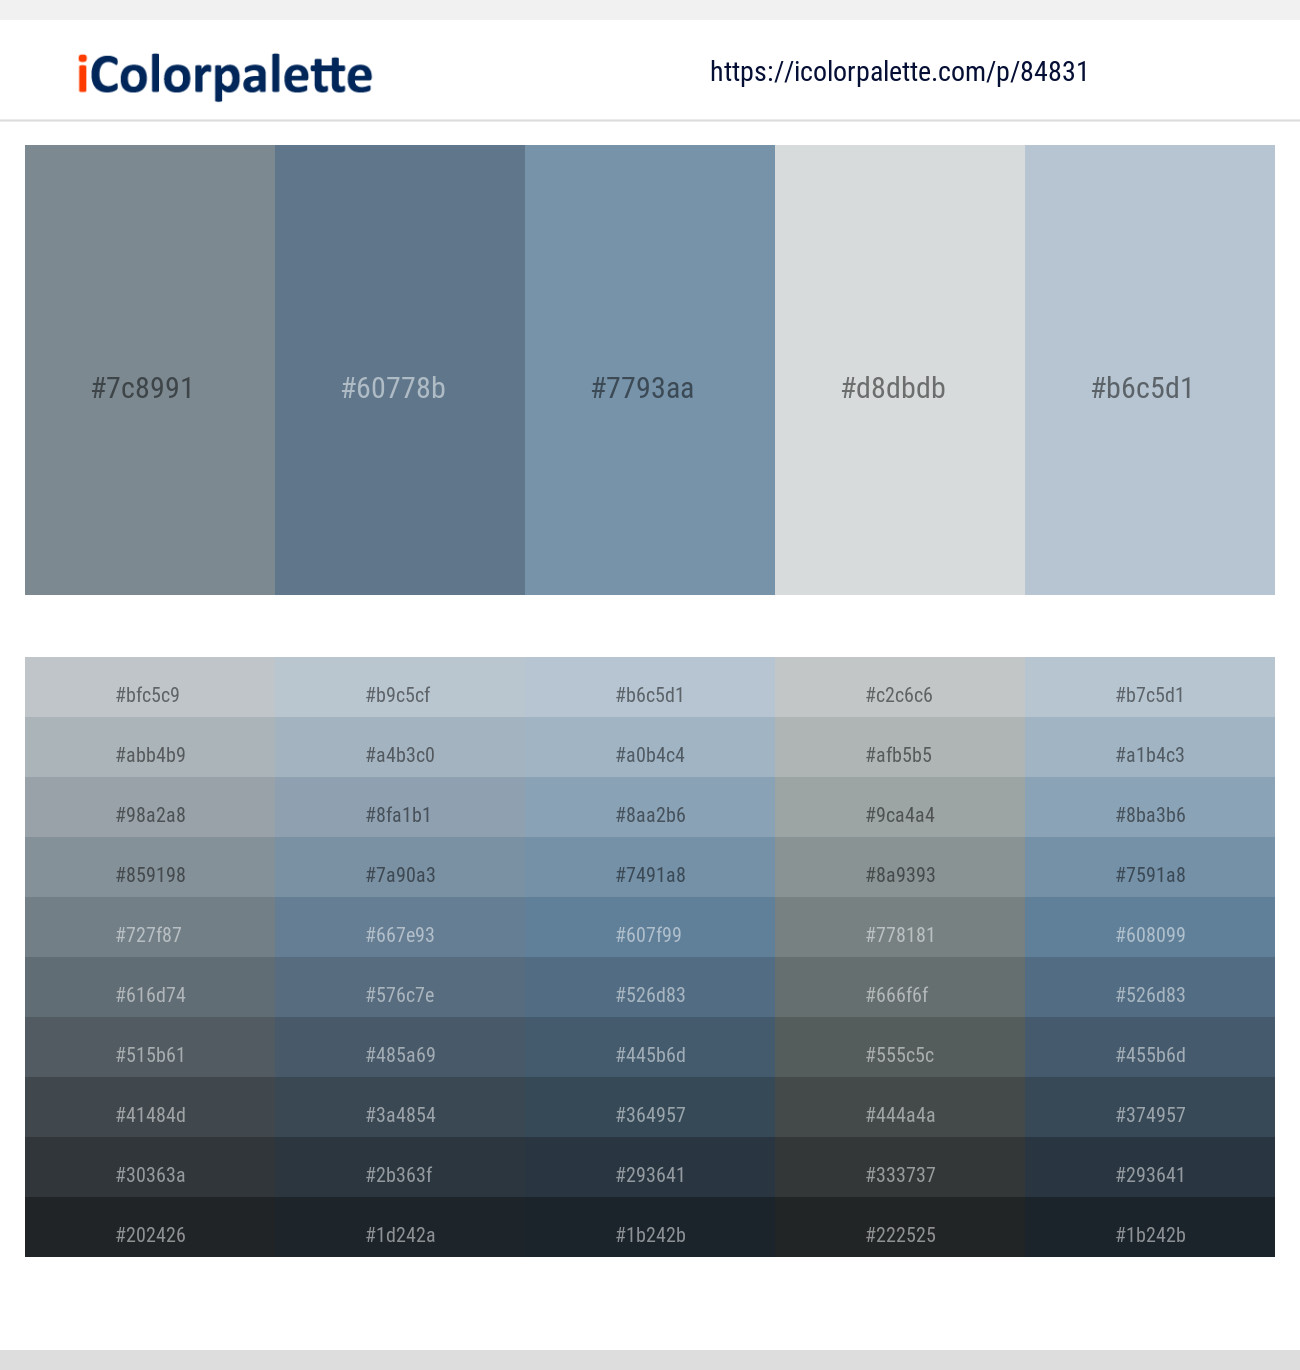 iColorpalette
https://icolorpalette.com/p/84831
#7c8991 #60778b #7793aa #d8dbdb #b6c5d1
#bfc5c9 #b9c5cf #b6c5d1 #c2c6c6 #b7c5d1
#abb4b9 #a4b3c0 #a0b4c4 #afb5b5 #a1b4c3
#98a2a8 #8fa1b1 #8aa2b6 #9ca4a4 #8ba3b6
#859198 #7a90a3 #7491a8 #8a9393 #7591a8
#727f87 #667e93 #607f99 #778181 #608099
#616d74 #576c7e #526d83 #666f6f #526d83
#515b61 #485a69 #445b6d #555c5c #455b6d
#41484d #3a4854 #364957 #444a4a #374957
#30363a #2b363f #293641 #333737 #293641
#202426 #1d242a #1b242b #222525 #1b242b